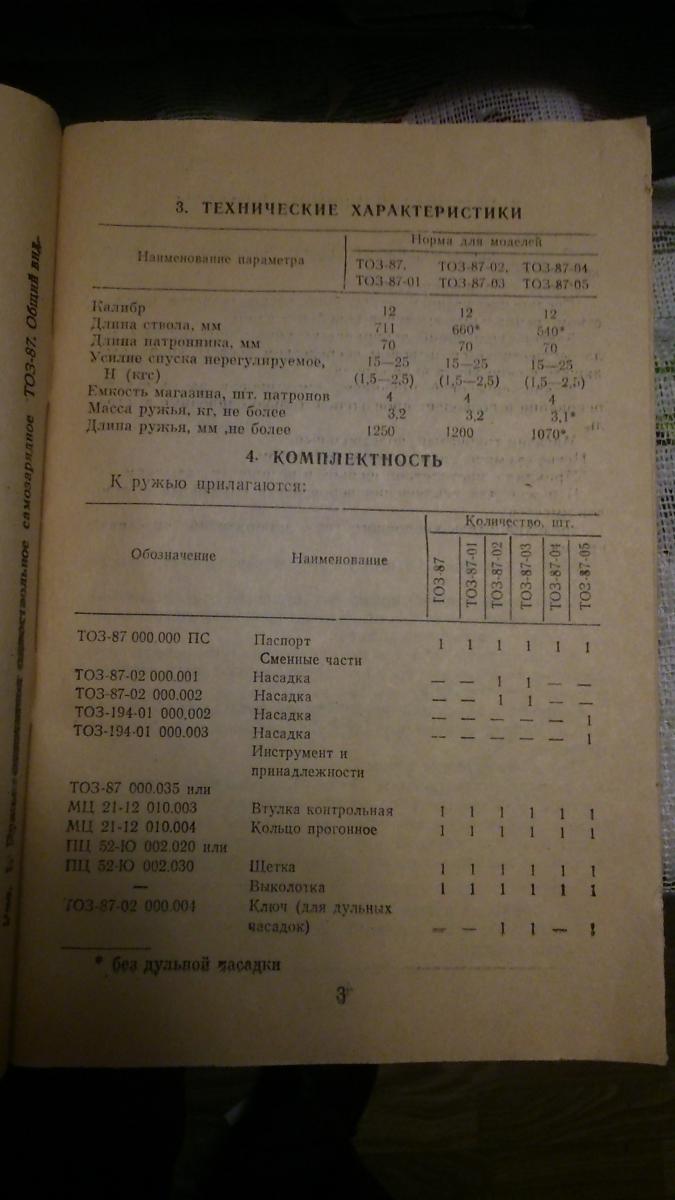 ТОЗ-87. Общий вид.
3. ТЕХНИЧЕСКИЕ ХАРАКТЕРИСТИКИ
Наименование параметра
Норма для моделей
ТОЗ-87, ТОЗ-87-02, ТОЗ-87-04
ТОЗ-87-01 ТОЗ-87-03 ТОЗ-87-05
Калибр 12 12 12
Длина ствола, мм 711 660* 540*
Длина патронника, мм 70 70 70
Усилие спуска нерегулируемое, 15—25 15—25 15—25
Н (кгс) (1,5—2,5) (1,5—2,5) (1,5—2,5)
Емкость магазина, шт. патронов 4 4 4
Масса ружья, кг, не более 3,2 3,2 3,1*
Длина ружья, мм ,не более 1250 1200 1070*
4. КОМПЛЕКТНОСТЬ
К ружью прилагаются:
Количество, шт.
Обозначение Наименование ТОЗ-87 ТОЗ-87-01 ТОЗ-87-02 ТОЗ-87-03 ТОЗ-87-04 ТОЗ-87-05
ТОЗ-87 000.000 ПС Паспорт 1 1 1 1 1 1
Сменные части
ТОЗ-87-02 000.001 Насадка — — 1 1 — —
ТОЗ-87-02 000.002 Насадка — — 1 1 — —
ТОЗ-194-01 000.002 Насадка — — — — — 1
ТОЗ-194-01 000.003 Насадка — — — — — 1
Инструмент и
принадлежности
ТОЗ-87 000.035 или
МЦ 21-12 010.003 Втулка контрольная 1 1 1 1 1 1
МЦ 21-12 010.004 Кольцо прогонное 1 1 1 1 1 1
ПЦ 52-Ю 002.020 или
ПЦ 52-Ю 002.030 Щетка 1 1 1 1 1 1
— Выколотка 1 1 1 1 1 1
ТОЗ-87-02 000.004 Ключ (для дульных
насадок) — — 1 1 — 1
* без дульной насадки
3